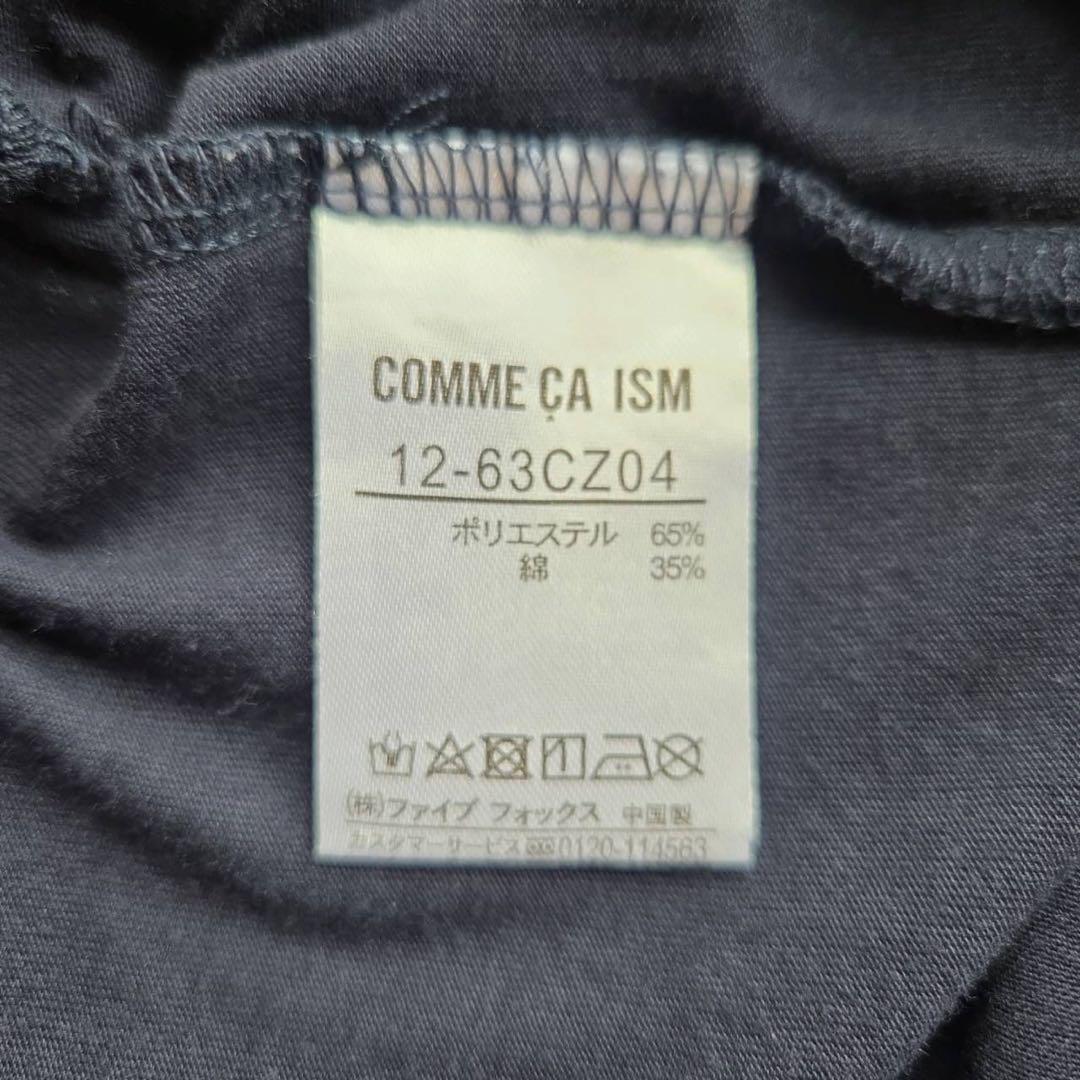 COMME ÇA ISM
12-63CZ04
ポリエステル 65%
綿 35%
(株)ファイブ フォックス 中国製
カスタマーサービス 0120-114563